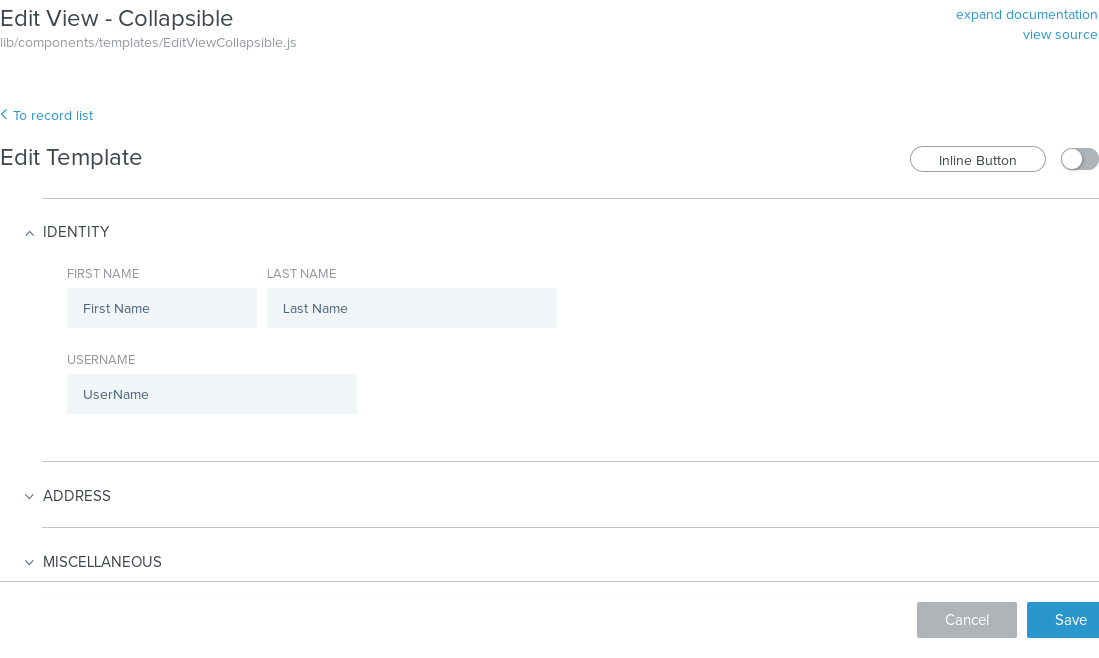 Edit View - Collapsible
lib/components/templates/EditViewCollapsible.js
expand documentation
view source
To record list
Edit Template
Inline Button
IDENTITY
FIRST NAME
LAST NAME
First Name
Last Name
USERNAME
UserName
ADDRESS
MISCELLANEOUS
Cancel
Save